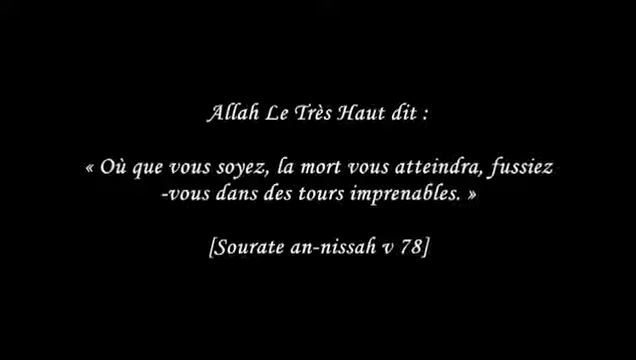 Allah Le Très Haut dit :
« Où que vous soyez, la mort vous atteindra, fussiez
-vous dans des tours imprenables. »
[Sourate an-nissah v 78]